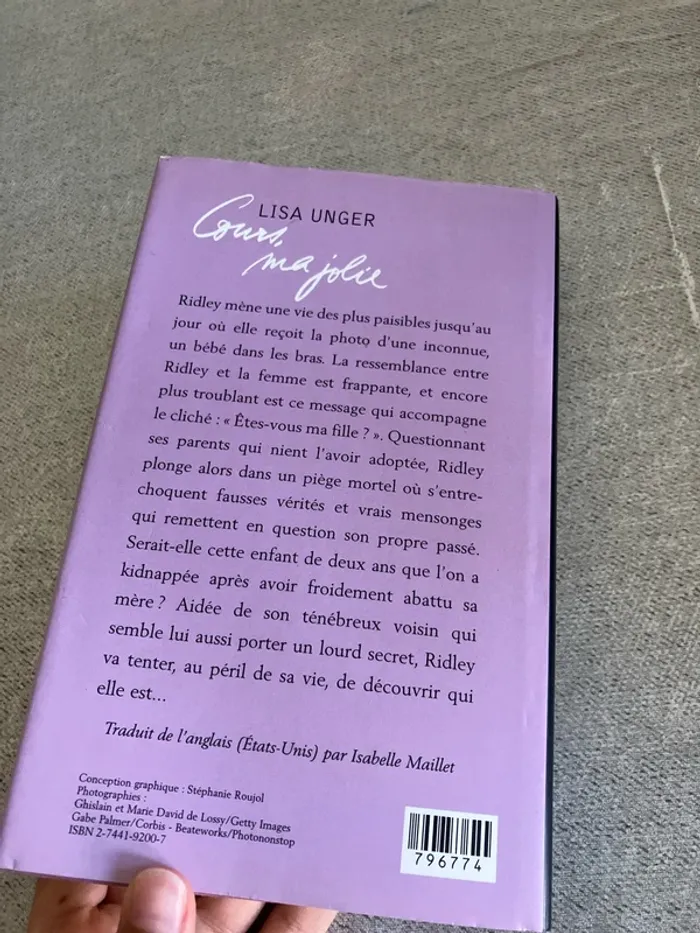 LISA UNGER
Cours,
ma jolie
Ridley mène une vie des plus paisibles jusqu'au
jour où elle reçoit la photo d'une inconnue,
un bébé dans les bras. La ressemblance entre
Ridley et la femme est frappante, et encore
plus troublant est ce message qui accompagne
le cliché : « Êtes-vous ma fille ? ». Questionnant
ses parents qui nient l'avoir adoptée, Ridley
plonge alors dans un piège mortel où s'entre-
choquent fausses vérités et vrais mensonges
qui remettent en question son propre passé.
Serait-elle cette enfant de deux ans que l'on a
kidnappée après avoir froidement abattu sa
mère ? Aidée de son ténébreux voisin qui
semble lui aussi porter un lourd secret, Ridley
va tenter, au péril de sa vie, de découvrir qui
elle est...
Traduit de l'anglais (États-Unis) par Isabelle Maillet
Conception graphique : Stéphanie Roujol
Photographies :
Ghislain et Marie David de Lossy/Getty Images
Gabe Palmer/Corbis - Beateworks/Photononstop
ISBN 2-7441-9200-7
796774